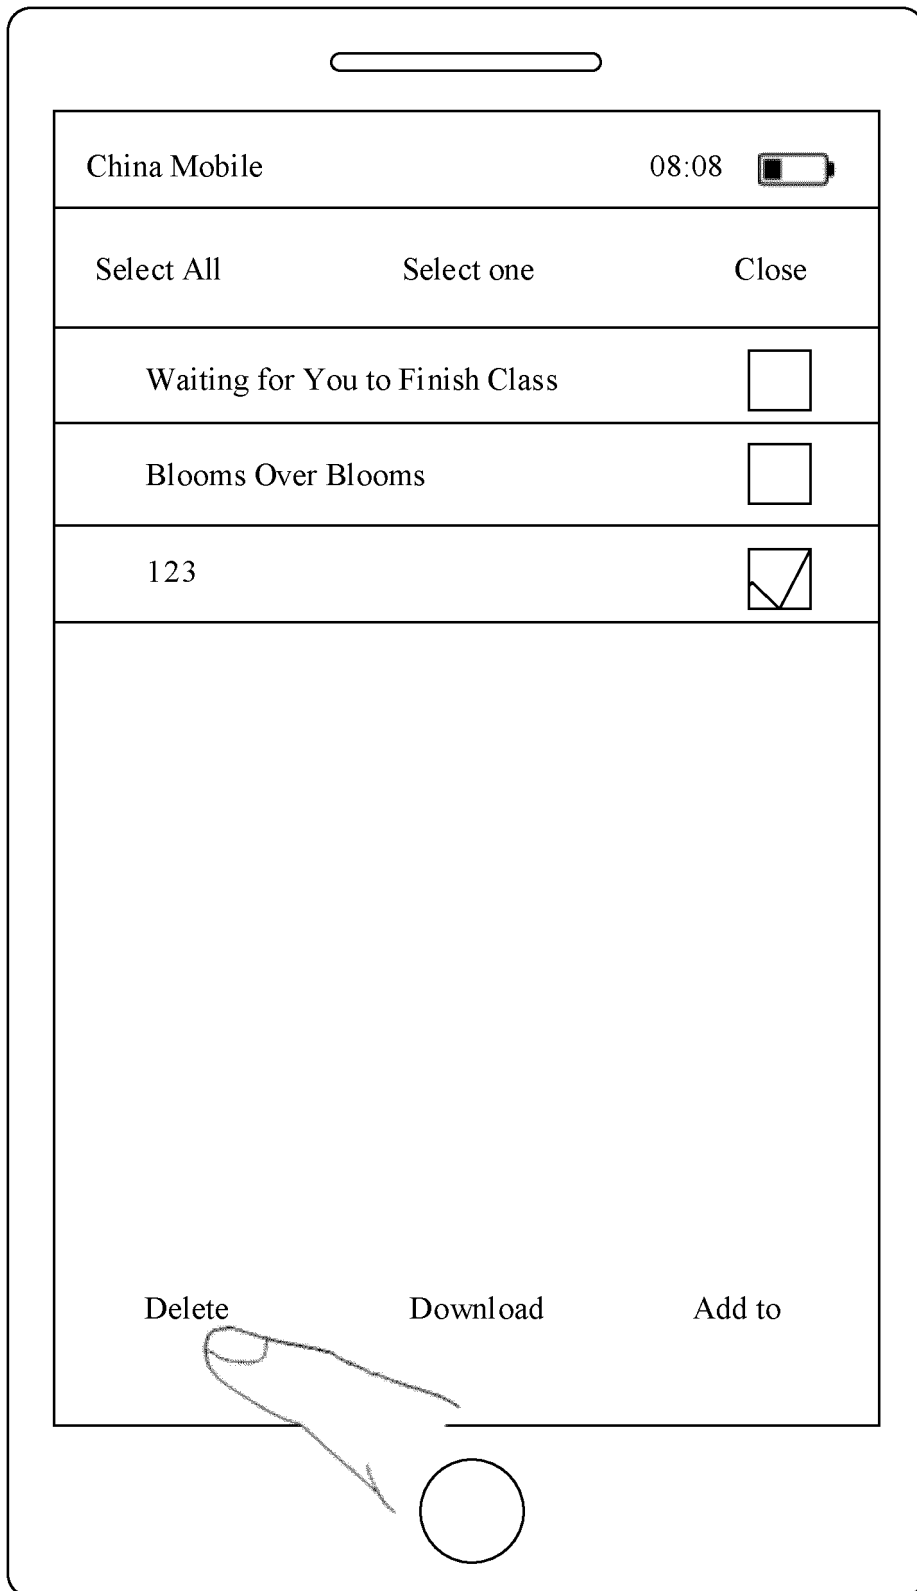 China Mobile 08:08
Select All Select one Close
Waiting for You to Finish Class
Blooms Over Blooms
123
Delete Download Add to